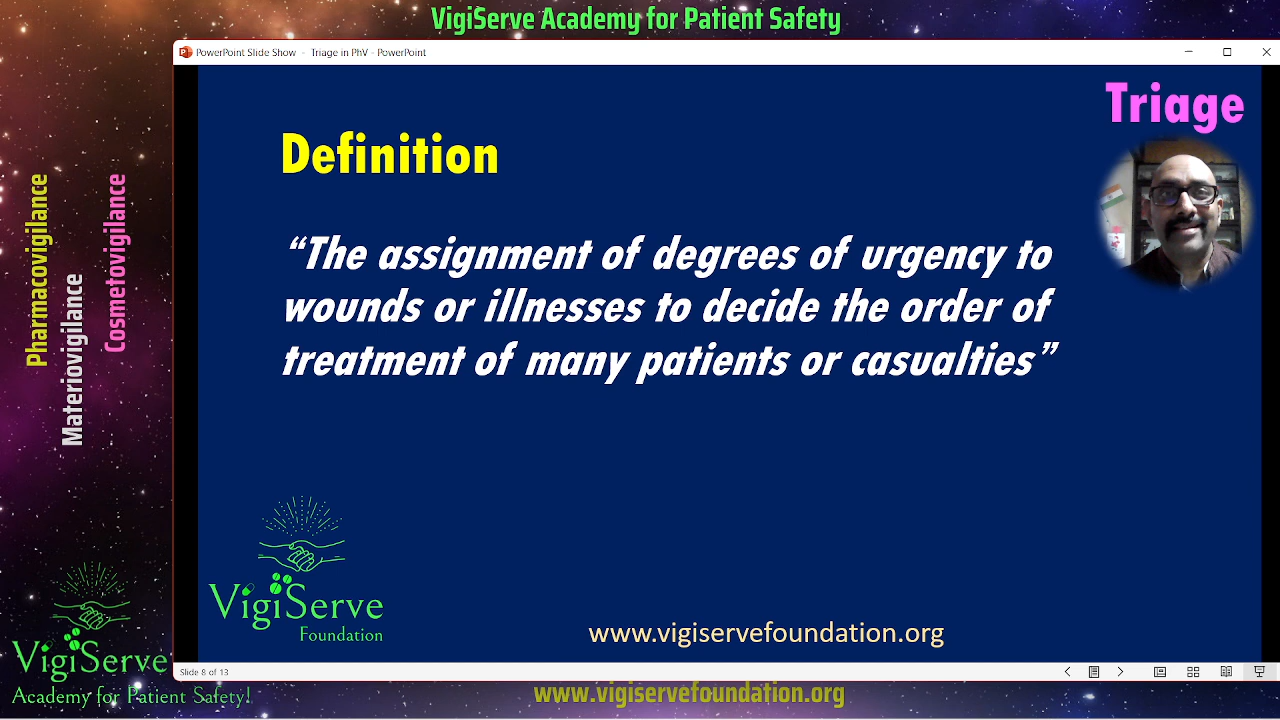 VigiServe Academy for Patient Safety
PowerPoint Slide Show - Triage in PhV - PowerPoint
Triage
Definition
“The assignment of degrees of urgency to
wounds or illnesses to decide the order of
treatment of many patients or casualties”
Pharmacovigilance
Materiovigilance
Cosmetovigilance
VigiServe
Foundation
www.vigiservefoundation.org
Slide 8 of 13
VigiServe
Academy for Patient Safety!
www.vigiservefoundation.org